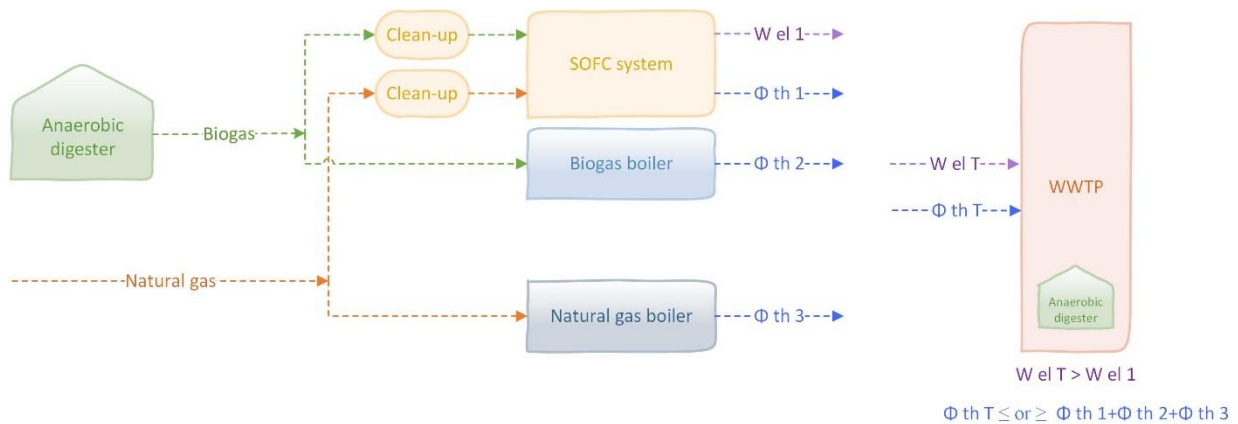 Clean-up
W el 1
SOFC system
Clean-up
Φ th 1
Anaerobic
digester
Biogas
Biogas boiler
Φ th 2
W el T
Φ th T
WWTP
Natural gas
Natural gas boiler
Φ th 3
Anaerobic
digester
W el T > W el 1
Φ th T ≤ or ≥ Φ th 1+Φ th 2+Φ th 3